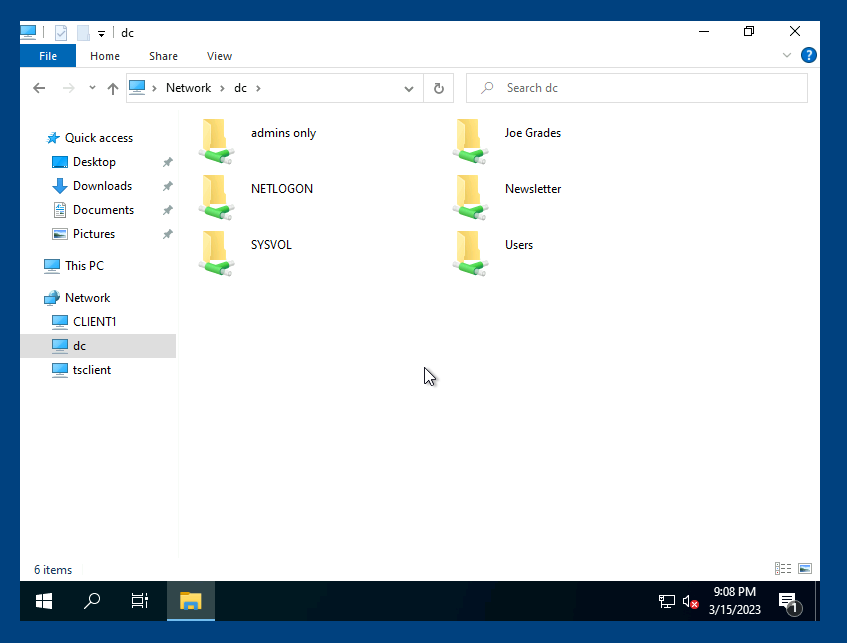 dc
File Home Share View
?
Network dc
Search dc
Quick access
Desktop
Downloads
Documents
Pictures
This PC
Network
CLIENT1
dc
tsclient
admins only
Joe Grades
NETLOGON
Newsletter
SYSVOL
Users
6 items
9:08 PM
3/15/2023
1